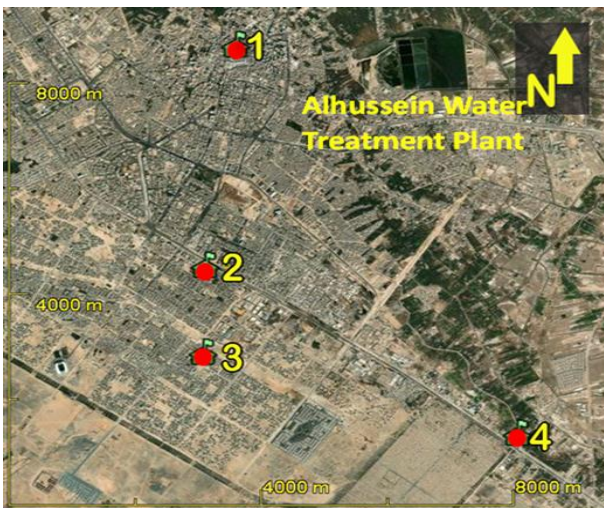 1
N
8000 m
Alhussein Water
Treatment Plant
2
4000 m
3
4
4000 m
8000 m